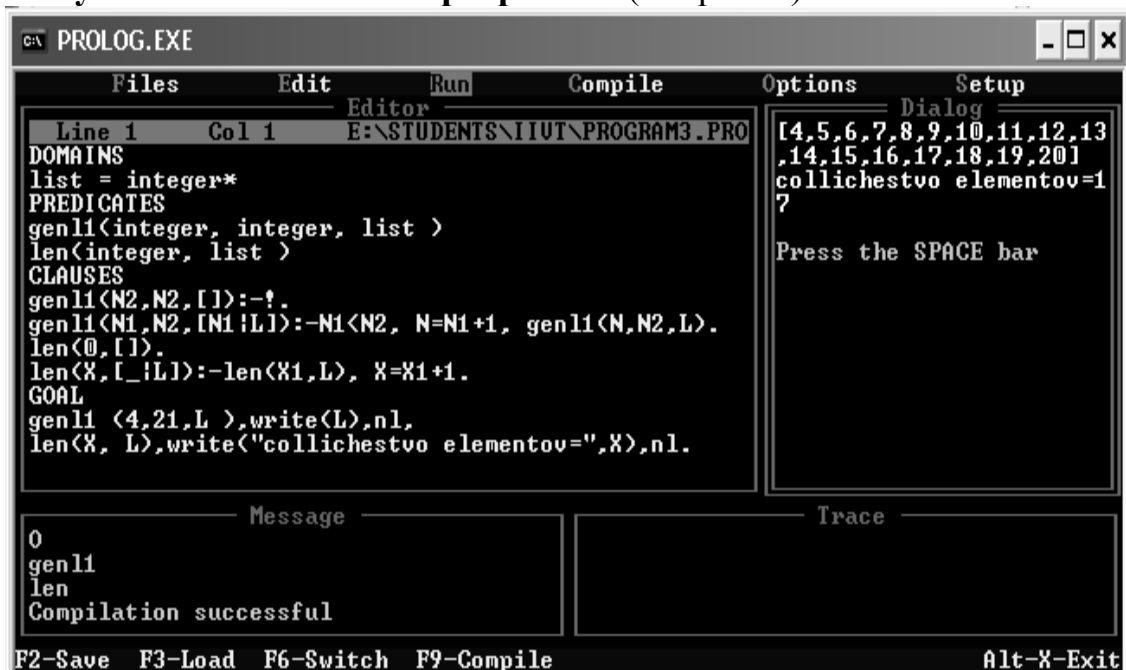 PROLOG.EXE
Files Edit Run Compile Options Setup
Editor
Line 1 Col 1 E:\STUDENTS\IIVT\PROGRAM3.PRO
DOMAINS
list = integer*
PREDICATES
genl1(integer, integer, list )
len(integer, list )
CLAUSES
genl1(N2,N2,[]):-!.
genl1(N1,N2,[N1|L]):-N1<N2, N=N1+1, genl1(N,N2,L).
len(0,[]).
len(X,[_|L]):-len(X1,L), X=X1+1.
GOAL
genl1 (4,21,L ),write(L),nl,
len(X, L),write("collichestvo elementov=",X),nl.
Dialog
[4,5,6,7,8,9,10,11,12,13
,14,15,16,17,18,19,20]
collichestvo elementov=1
7
Press the SPACE bar
Message
0
genl1
len
Compilation successful
Trace
F2-Save F3-Load F6-Switch F9-Compile Alt-X-Exit